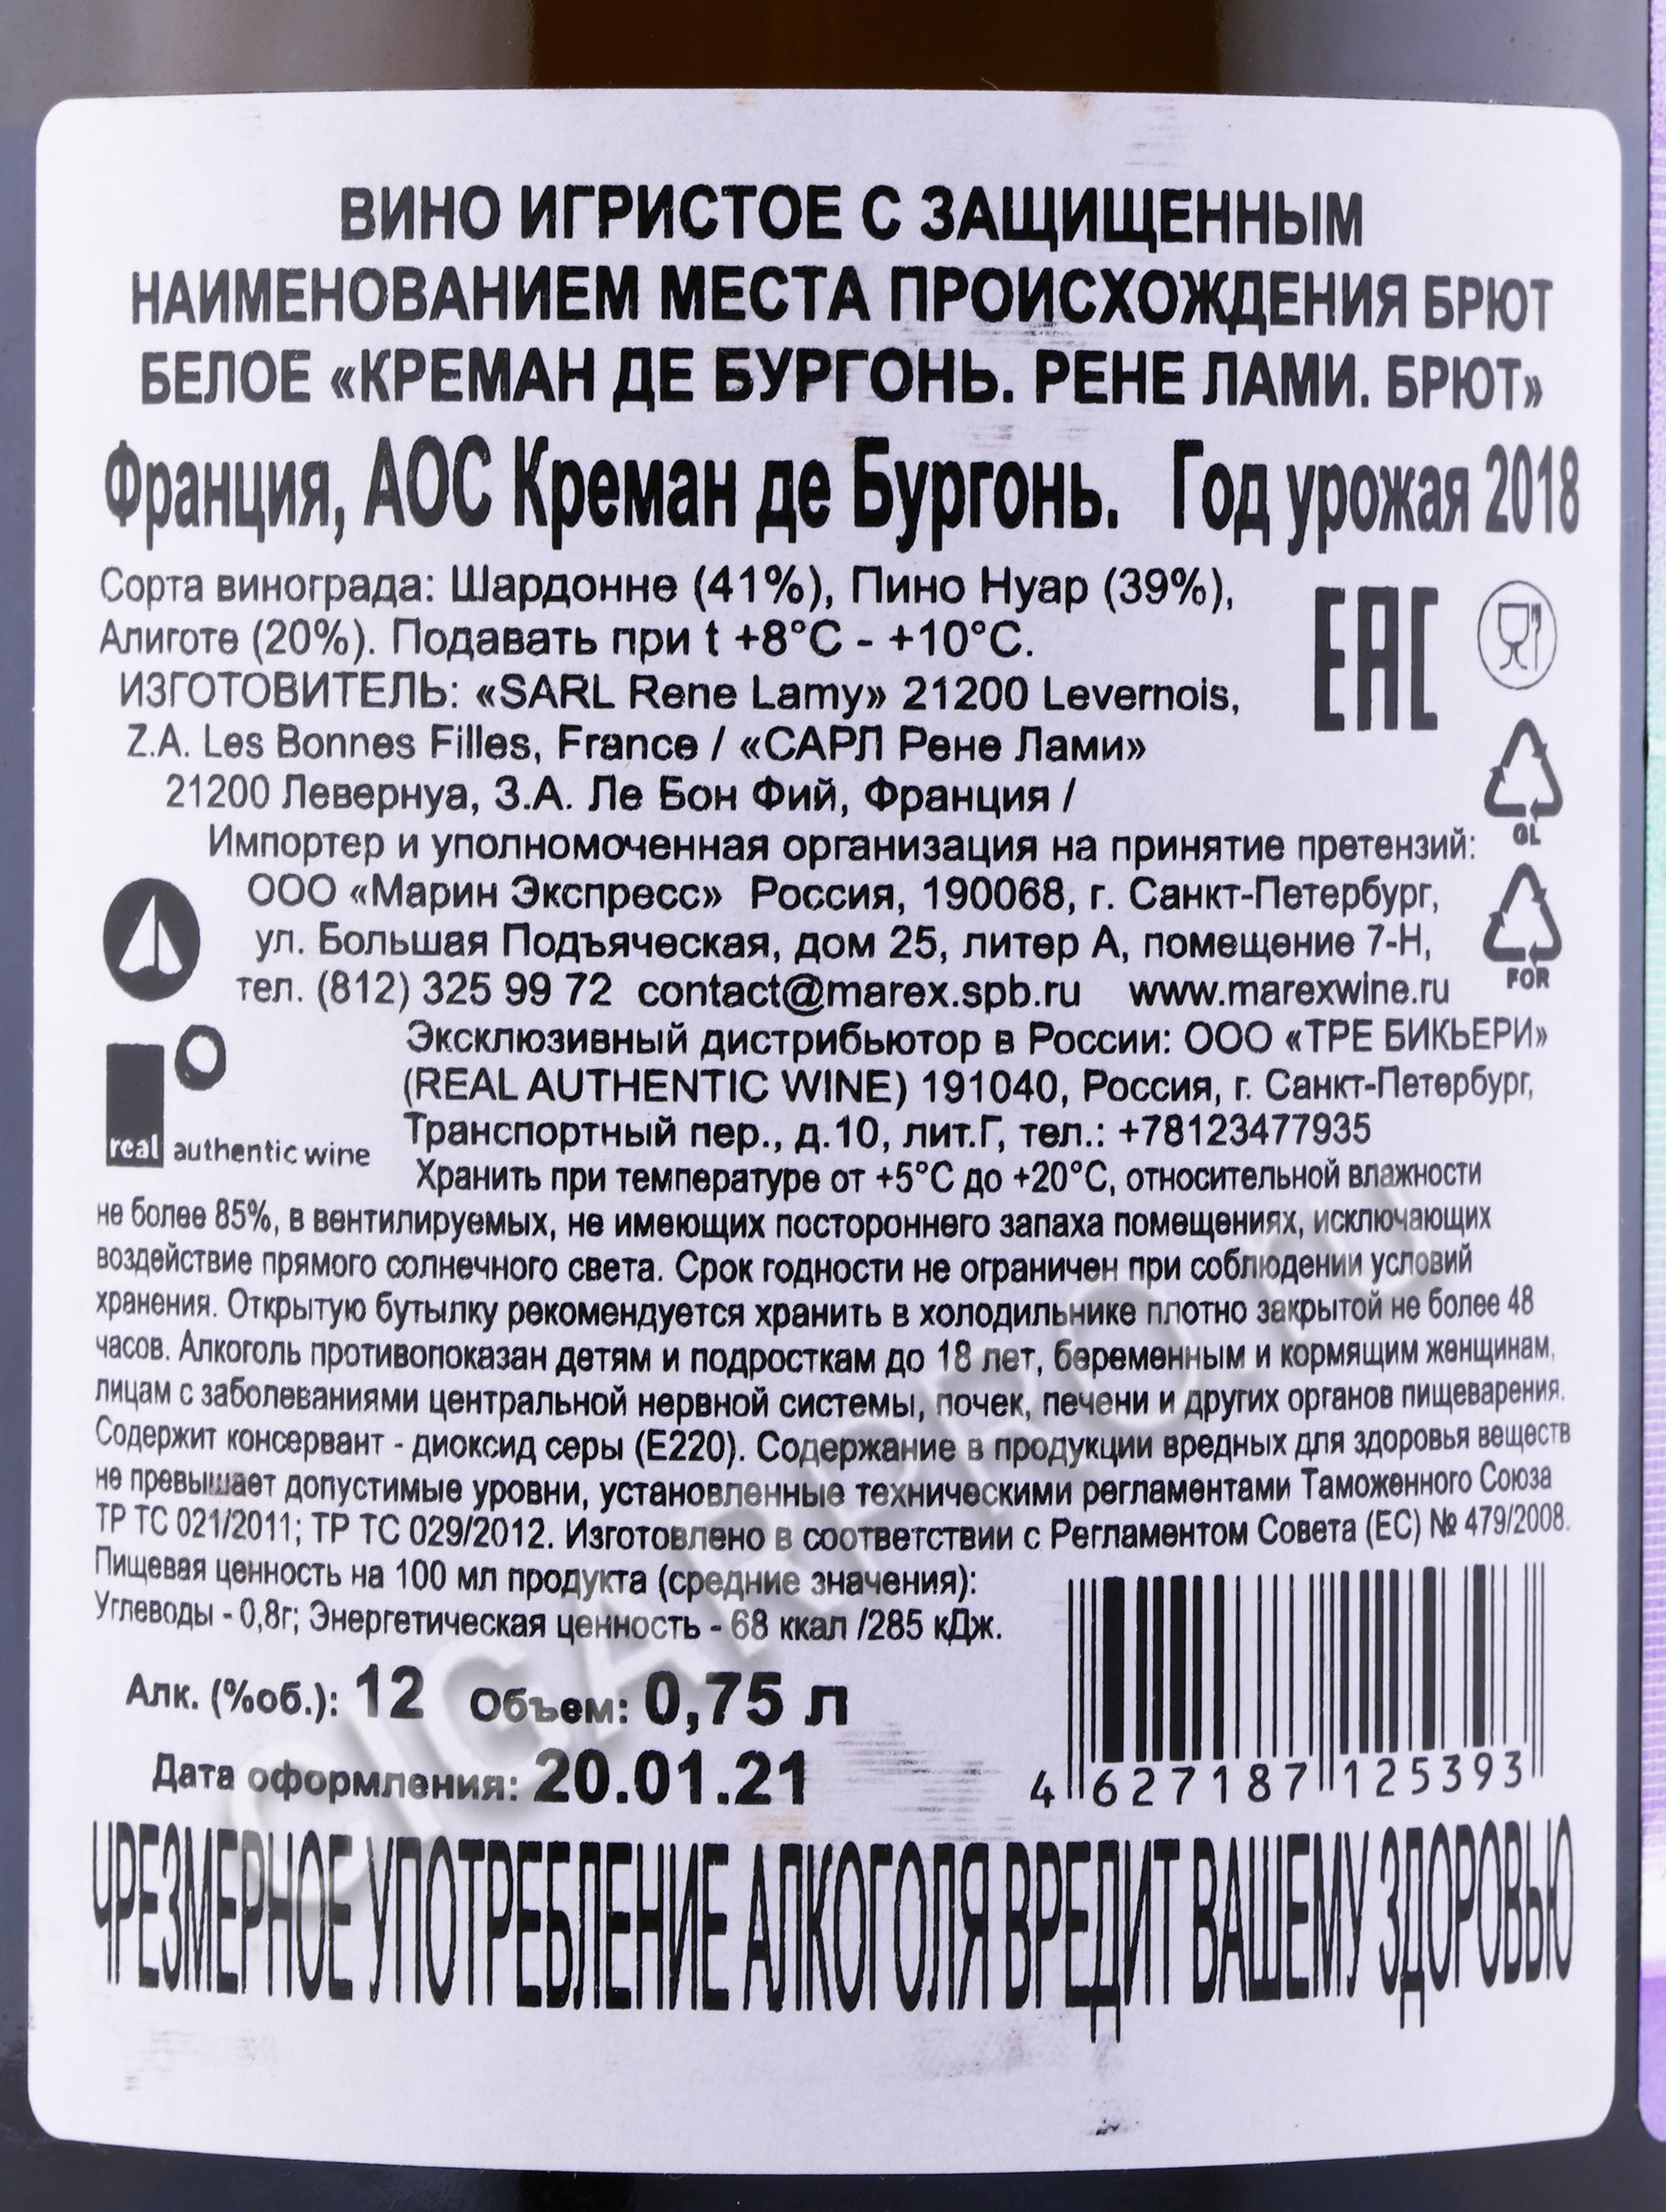 ВИНО ИГРИСТОЕ С ЗАЩИЩЕННЫМ
НАИМЕНОВАНИЕМ МЕСТА ПРОИСХОЖДЕНИЯ БРЮТ
БЕЛОЕ «КРЕМАН ДЕ БУРГОНЬ. РЕНЕ ЛАМИ. БРЮТ»
Франция, АОС Креман де Бургонь. Год урожая 2018
Сорта винограда: Шардонне (41%), Пино Нуар (39%),
Алиготе (20%). Подавать при t +8°C - +10°C.
ЕАС
ИЗГОТОВИТЕЛЬ: «SARL Rene Lamy» 21200 Levernois,
Z.A. Les Bonnes Filles, France / «САРЛ Рене Лами»
21200 Левернуа, З.А. Ле Бон Фий, Франция /
GL
Импортер и уполномоченная организация на принятие претензий:
ООО «Марин Экспресс» Россия, 190068, г. Санкт-Петербург,
ул. Большая Подъяческая, дом 25, литер А, помещение 7-Н,
тел. (812) 325 99 72 contact@marex.spb.ru www.marexwine.ru
FOR
Эксклюзивный дистрибьютор в России: ООО «ТРЕ БИКЬЕРИ»
(REAL AUTHENTIC WINE) 191040, Россия, г. Санкт-Петербург,
Транспортный пер., д.10, лит.Г, тел.: +78123477935
real authentic wine
Хранить при температуре от +5°C до +20°C, относительной влажности
не более 85%, в вентилируемых, не имеющих постороннего запаха помещениях, исключающих
воздействие прямого солнечного света. Срок годности не ограничен при соблюдении условий
хранения. Открытую бутылку рекомендуется хранить в холодильнике плотно закрытой не более 48
часов. Алкоголь противопоказан детям и подросткам до 18 лет, беременным и кормящим женщинам,
лицам с заболеваниями центральной нервной системы, почек, печени и других органов пищеварения.
Содержит консервант - диоксид серы (Е220). Содержание в продукции вредных для здоровья веществ
не превышает допустимые уровни, установленные техническими регламентами Таможенного Союза
ТР ТС 021/2011; ТР ТС 029/2012. Изготовлено в соответствии с Регламентом Совета (ЕС) № 479/2008.
Пищевая ценность на 100 мл продукта (средние значения):
Углеводы - 0,8г; Энергетическая ценность - 68 ккал /285 кДж.
Алк. (%об.): 12 Объем: 0,75 л
Дата оформления: 20.01.21
4 627187 125393
ЧРЕЗМЕРНОЕ УПОТРЕБЛЕНИЕ АЛКОГОЛЯ ВРЕДИТ ВАШЕМУ ЗДОРОВЬЮ
CIGARPRO.ru